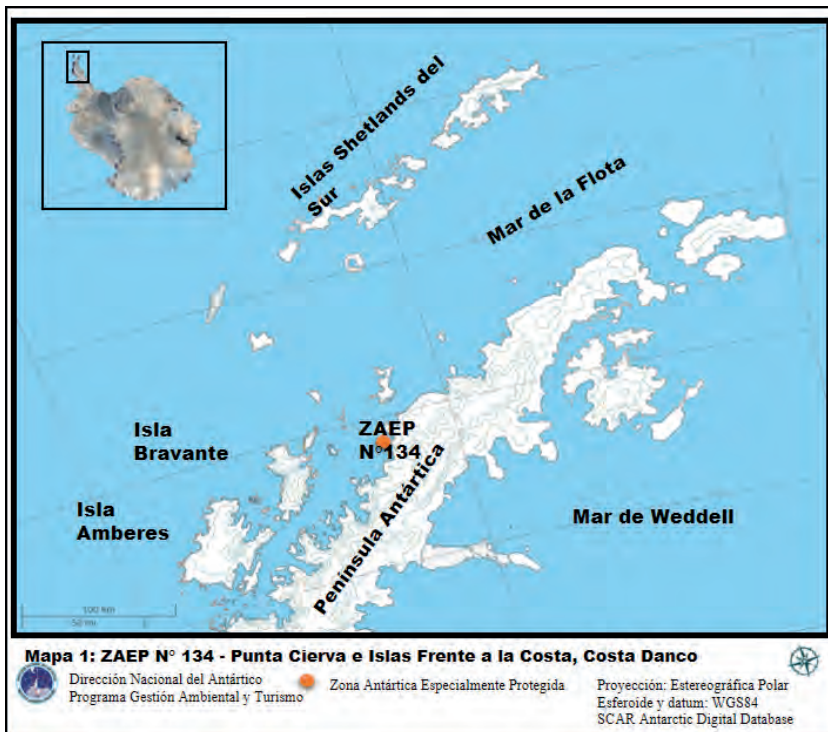 Islas Shetlands del
Sur
Mar de la Flota
ZAEP
N°134
Isla
Bravante
Isla
Amberes
Península Antártica
Mar de Weddell
100 km
50 mi
Mapa 1: ZAEP N° 134 - Punta Cierva e Islas Frente a la Costa, Costa Danco
Dirección Nacional del Antártico
Programa Gestión Ambiental y Turismo
Zona Antártica Especialmente Protegida
Proyección: Estereográfica Polar
Esferoide y datum: WGS84
SCAR Antarctic Digital Database